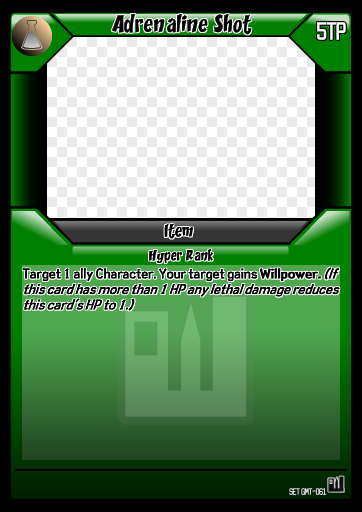 Adrenaline Shot
5TP
Item
Hyper Rank
Target 1 ally Character. Your target gains Willpower. (If
this card has more than 1 HP any lethal damage reduces
this card's HP to 1.)
SET GMT-061